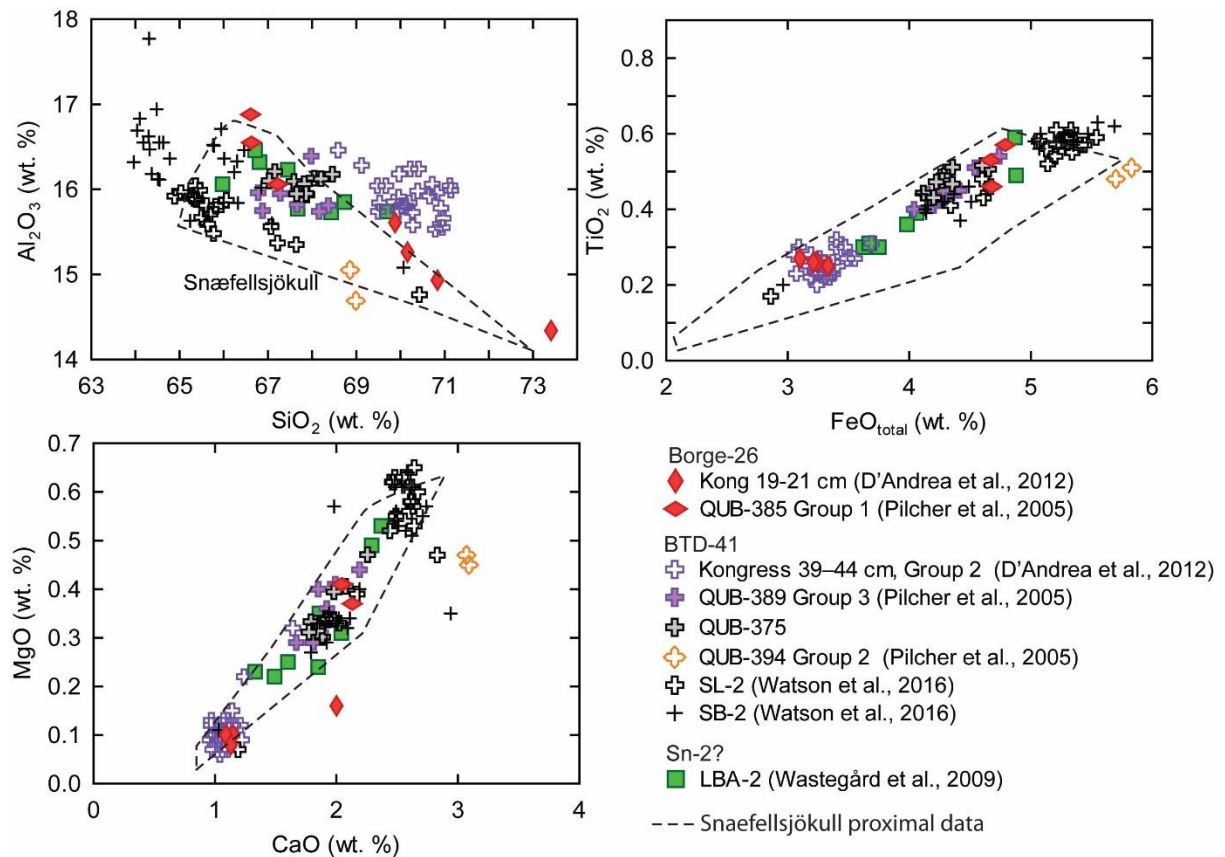 18
17
16
15
14
Al₂O₃ (wt. %)
Snæfellsjökull
63 65 67 69 71 73
SiO₂ (wt. %)
0.8
0.6
0.4
0.2
0.0
TiO₂ (wt. %)
2 3 4 5 6
FeOtotal (wt. %)
0.7
0.6
0.5
0.4
0.3
0.2
0.1
0.0
MgO (wt. %)
0 1 2 3 4
CaO (wt. %)
Borge-26
Kong 19-21 cm (D'Andrea et al., 2012)
QUB-385 Group 1 (Pilcher et al., 2005)
BTD-41
Kongress 39–44 cm, Group 2 (D'Andrea et al., 2012)
QUB-389 Group 3 (Pilcher et al., 2005)
QUB-375
QUB-394 Group 2 (Pilcher et al., 2005)
SL-2 (Watson et al., 2016)
SB-2 (Watson et al., 2016)
Sn-2?
LBA-2 (Wastegård et al., 2009)
Snaefellsjökull proximal data